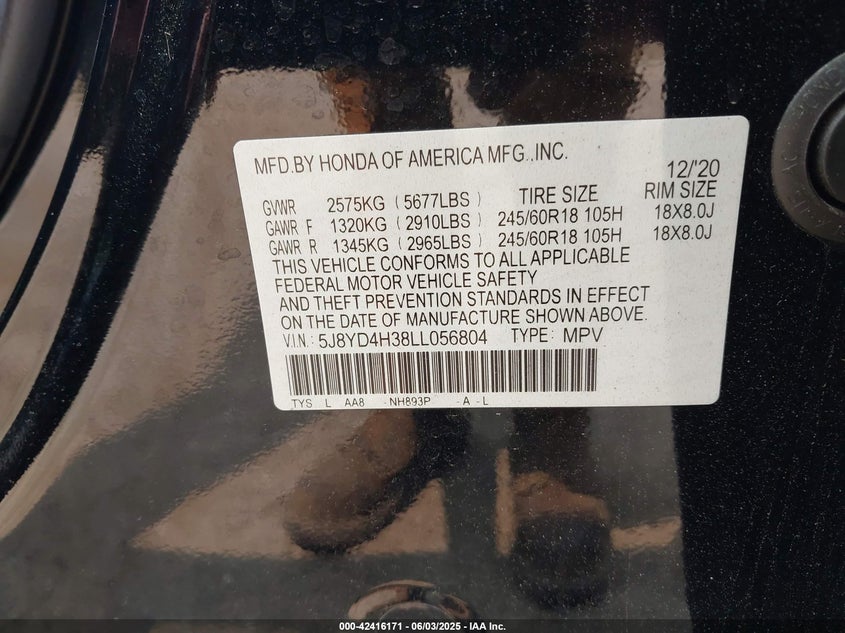 MFD.BY HONDA OF AMERICA MFG.,INC.
12/'20
GVWR 2575KG (5677LBS) TIRE SIZE RIM SIZE
GAWR F 1320KG (2910LBS) 245/60R18 105H 18X8.0J
GAWR R 1345KG (2965LBS) 245/60R18 105H 18X8.0J
THIS VEHICLE CONFORMS TO ALL APPLICABLE
FEDERAL MOTOR VEHICLE SAFETY
AND THEFT PREVENTION STANDARDS IN EFFECT
ON THE DATE OF MANUFACTURE SHOWN ABOVE.
V.I.N: 5J8YD4H38LL056804 TYPE: MPV
TYS L AA8 -NH893P -A -L
000-42416171 | 06/03/2025 - IAA Inc.